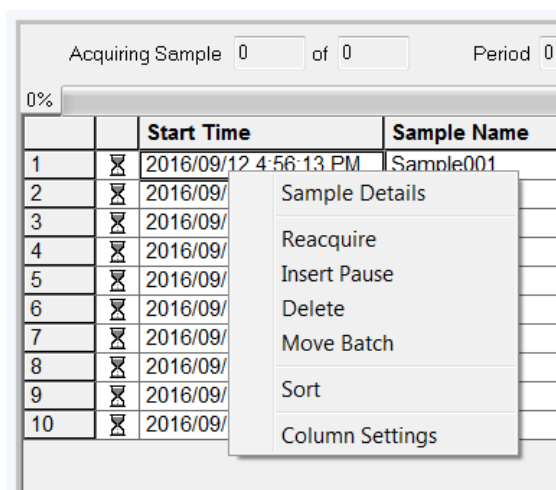 Acquiring Sample 0 of 0 Period 0
0%
Start Time Sample Name
1 2016/09/12 4:56:13 PM Sample001
2 2016/09/ Sample Details
3 2016/09/
4 2016/09/ Reacquire
5 2016/09/ Insert Pause
6 2016/09/ Delete
7 2016/09/ Move Batch
8 2016/09/
9 2016/09/ Sort
10 2016/09/ Column Settings